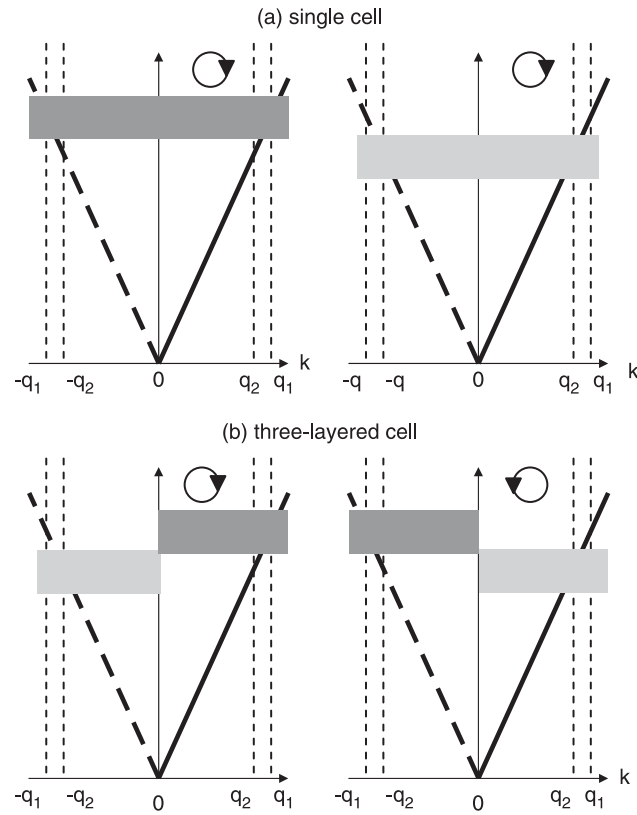 (a) single cell
-q1 -q2 0 q2 q1 k
-q -q 0 q2 q1 k
(b) three-layered cell
-q1 -q2 0 q2 q1
-q1 -q2 0 q2 q1 k